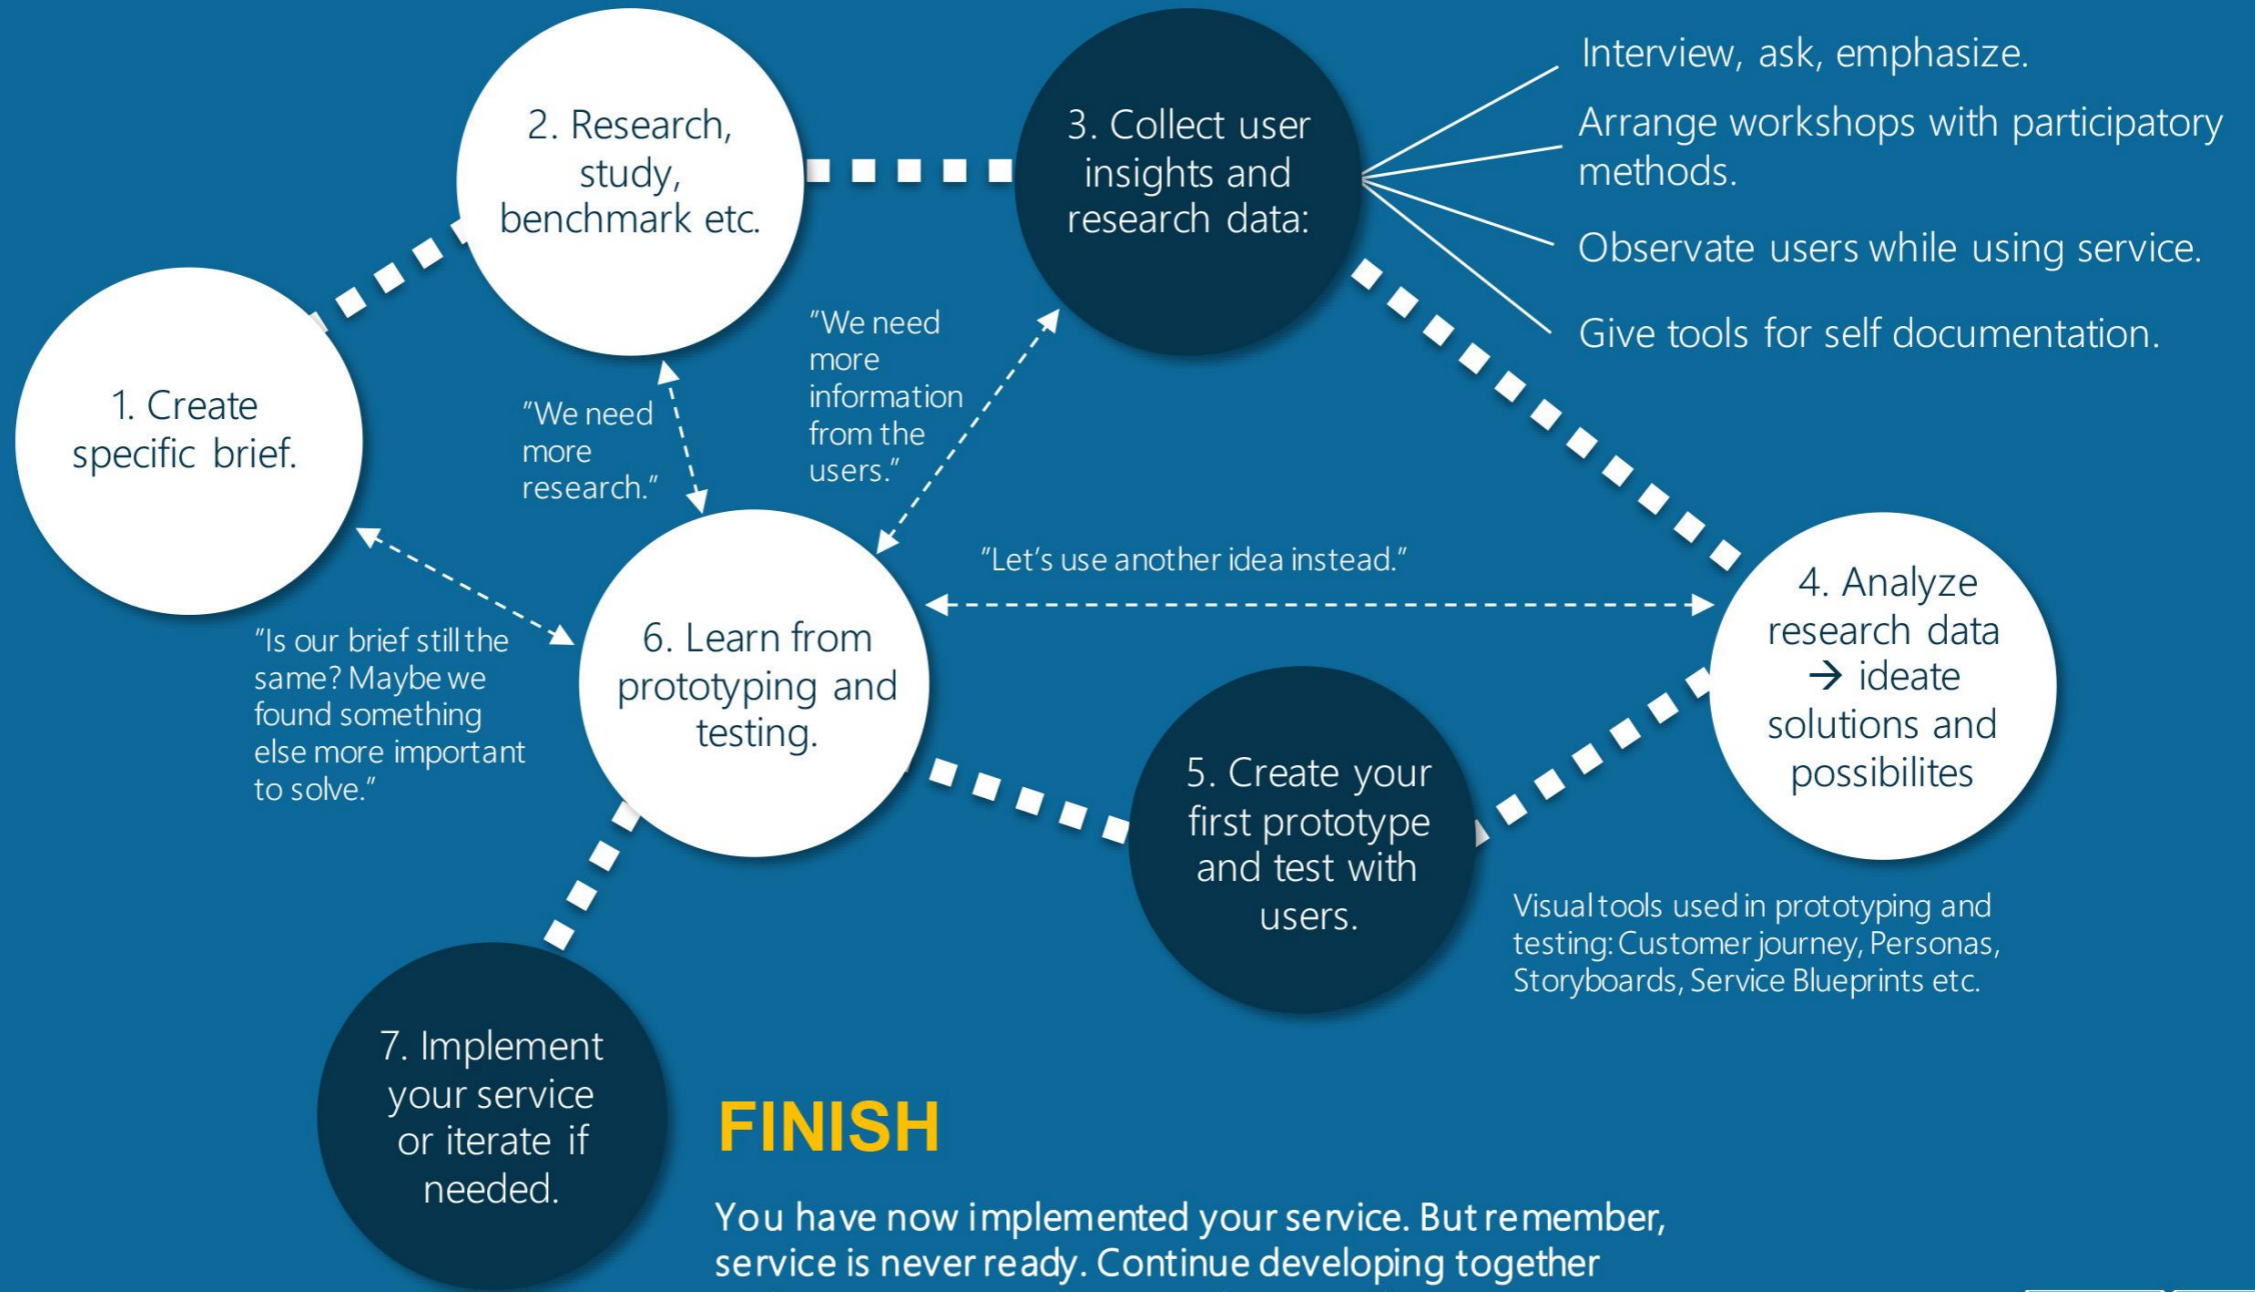 1. Create
specific brief.
2. Research,
study,
benchmark etc.
3. Collect user
insights and
research data:
Interview, ask, emphasize.
Arrange workshops with participatory
methods.
Observate users while using service.
Give tools for self documentation.
"We need
more
research."
"We need
more
information
from the
users."
"Let's use another idea instead."
"Is our brief still the
same? Maybe we
found something
else more important
to solve."
4. Analyze
research data
→ ideate
solutions and
possibilites
Visual tools used in prototyping and
testing: Customer journey, Personas,
Storyboards, Service Blueprints etc.
5. Create your
first prototype
and test with
users.
6. Learn from
prototyping and
testing.
7. Implement
your service
or iterate if
needed.
FINISH
You have now implemented your service. But remember,
service is never ready. Continue developing together